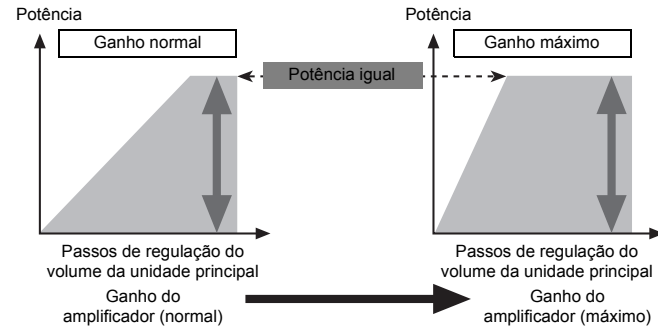 Potência
Ganho normal
Potência igual
Passos de regulação do
volume da unidade principal
Ganho do
amplificador (normal)
Potência
Ganho máximo
Passos de regulação do
volume da unidade principal
Ganho do
amplificador (máximo)